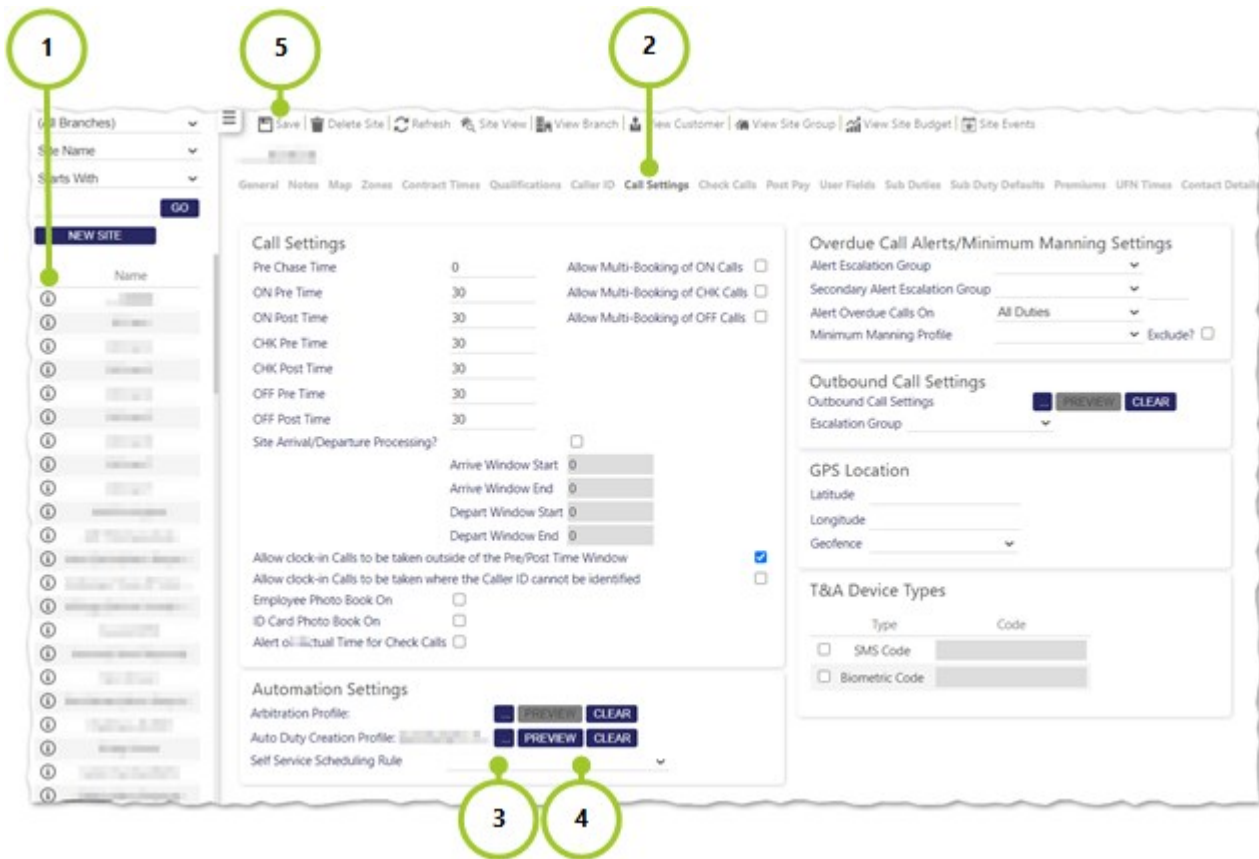 1
5
2
(All Branches)
Site Name
Starts With
GO
NEW SITE
Name
Save | Delete Site | Refresh Site View | View Branch | View Customer | View Site Group | View Site Budget | Site Events
General Notes Map Zones Contract Times Qualifications Caller ID Call Settings Check Calls Post Pay User Fields Sub Duties Sub Duty Defaults Premiums UFN Times Contact Detail
Call Settings
Pre Chase Time 0 Allow Multi-Booking of ON Calls
ON Pre Time 30 Allow Multi-Booking of CHK Calls
ON Post Time 30 Allow Multi-Booking of OFF Calls
CHK Pre Time 30
CHK Post Time 30
OFF Pre Time 30
OFF Post Time 30
Site Arrival/Departure Processing?
Arrive Window Start 0
Arrive Window End 0
Depart Window Start 0
Depart Window End 0
Allow clock-in Calls to be taken outside of the Pre/Post Time Window
Allow clock-in Calls to be taken where the Caller ID cannot be identified
Employee Photo Book On
ID Card Photo Book On
Alert Actual Time for Check Calls
Automation Settings
Arbitration Profile: ... PREVIEW CLEAR
Auto Duty Creation Profile: ... PREVIEW CLEAR
Self Service Scheduling Rule
Overdue Call Alerts/Minimum Manning Settings
Alert Escalation Group
Secondary Alert Escalation Group
Alert Overdue Calls On All Duties
Minimum Manning Profile Exclude?
Outbound Call Settings
Outbound Call Settings ... PREVIEW CLEAR
Escalation Group
GPS Location
Latitude
Longitude
Geofence
T&A Device Types
Type Code
SMS Code
Biometric Code
3
4